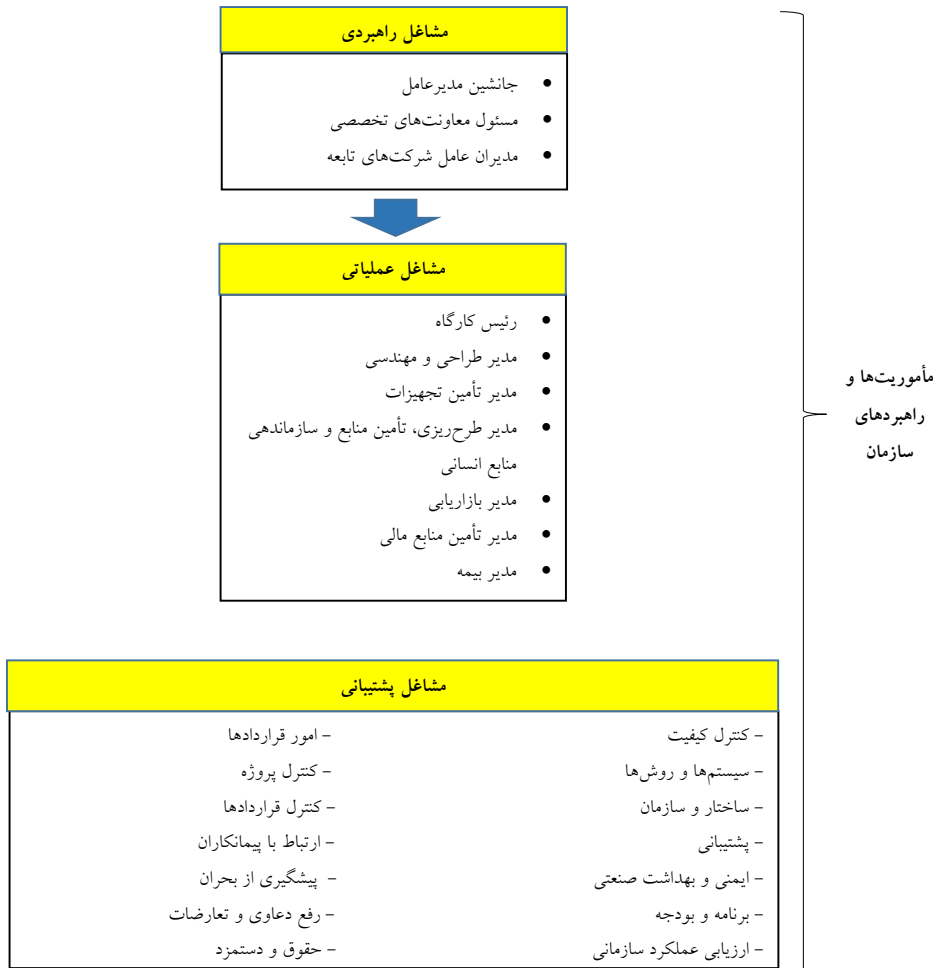 مشاغل راهبردی
• جانشین مدیرعامل
• مسئول معاونت‌های تخصصی
• مدیران عامل شرکت‌های تابعه
مشاغل عملیاتی
• رئیس کارگاه
• مدیر طراحی و مهندسی
• مدیر تأمین تجهیزات
• مدیر طرح‌ریزی، تأمین منابع و سازماندهی
منابع انسانی
• مدیر بازاریابی
• مدیر تأمین منابع مالی
• مدیر بیمه
مأموریت‌ها و
راهبردهای
سازمان
مشاغل پشتیبانی
- کنترل کیفیت
- سیستم‌ها و روش‌ها
- ساختار و سازمان
- پشتیبانی
- ایمنی و بهداشت صنعتی
- برنامه و بودجه
- ارزیابی عملکرد سازمانی
- امور قراردادها
- کنترل پروژه
- کنترل قراردادها
- ارتباط با پیمانکاران
- پیشگیری از بحران
- رفع دعاوی و تعارضات
- حقوق و دستمزد